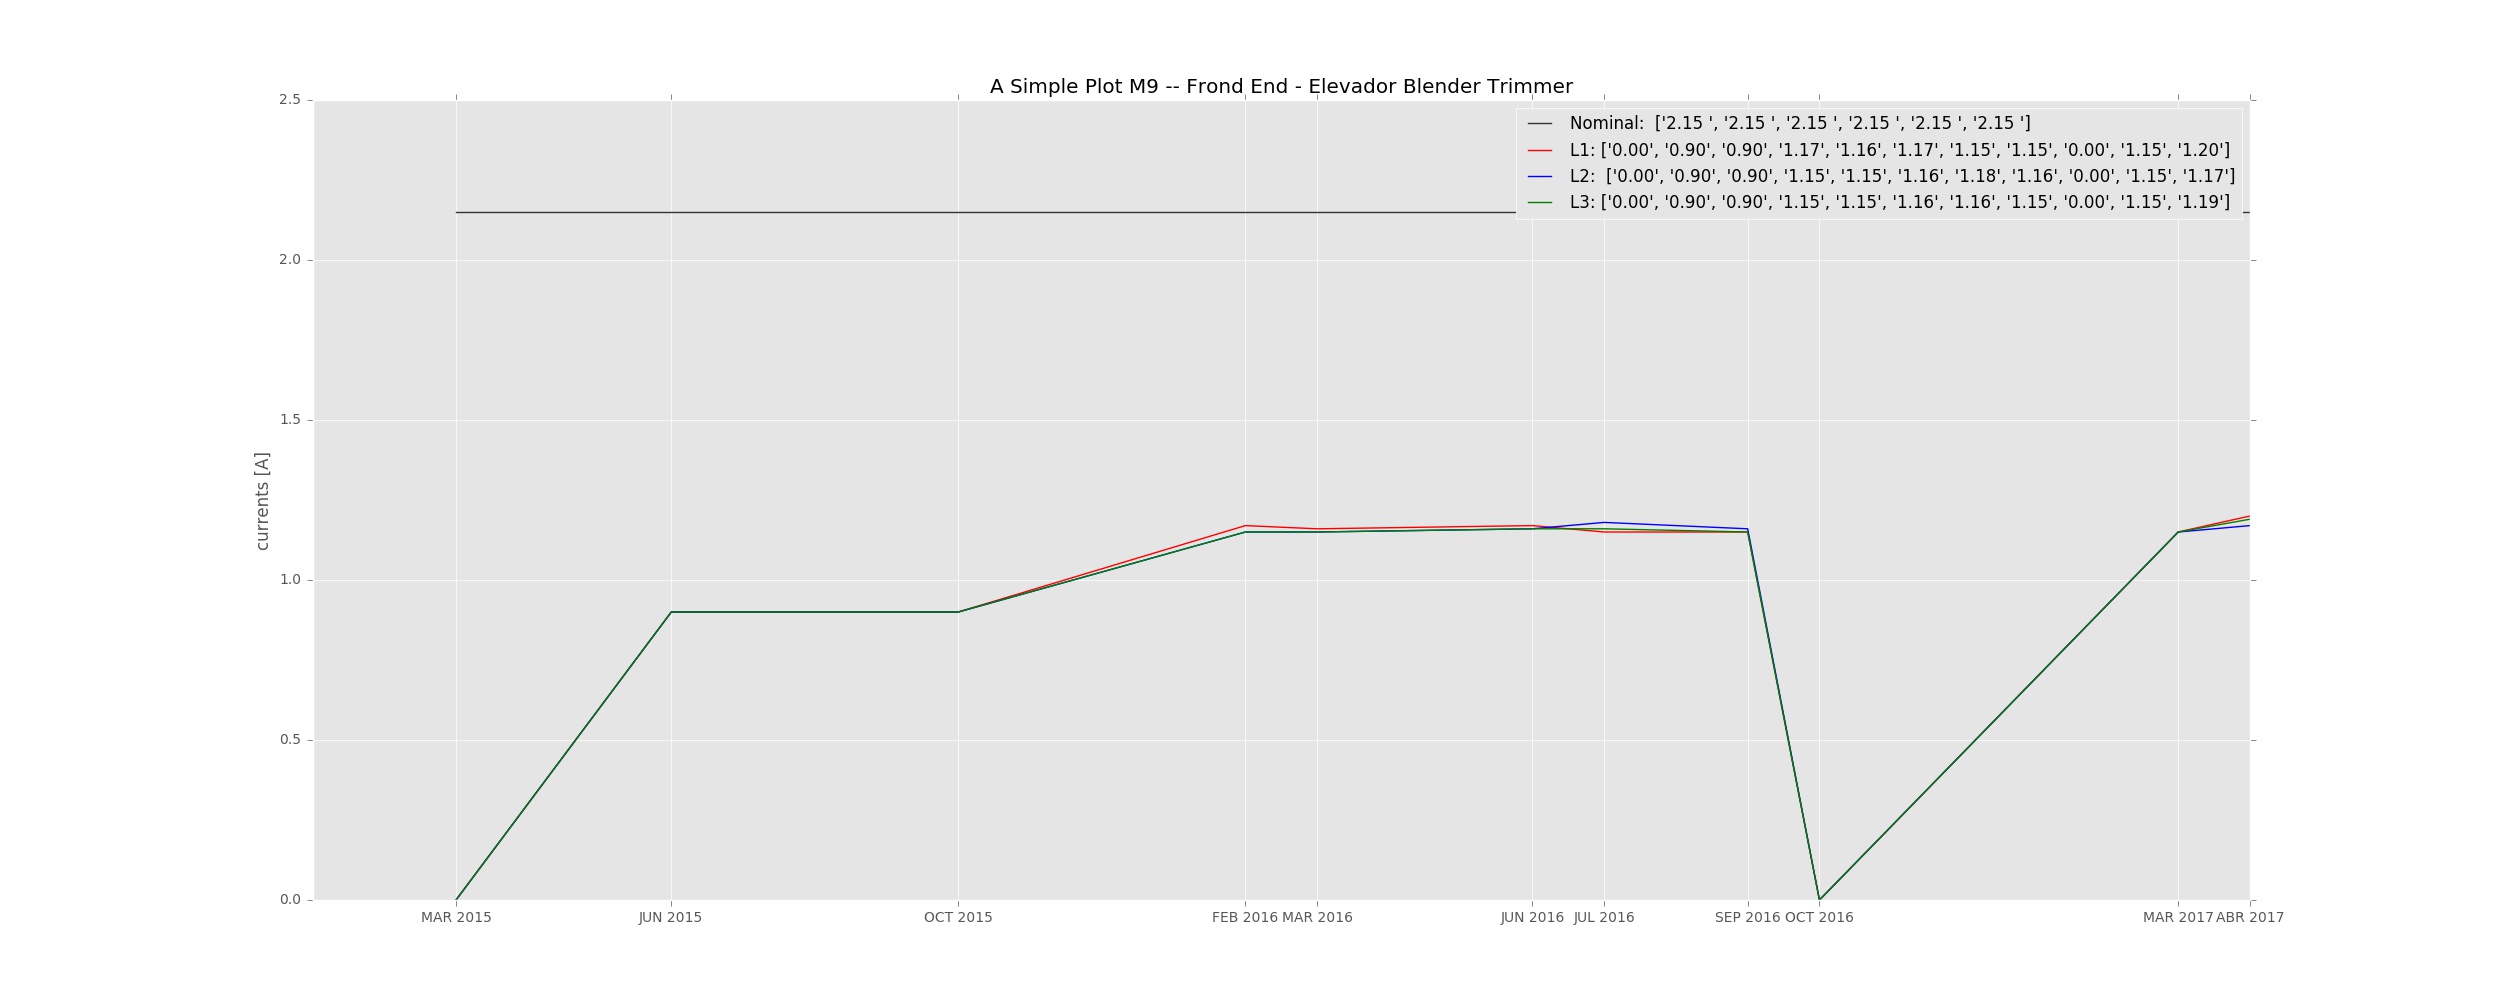 A Simple Plot M9 -- Frond End - Elevador Blender Trimmer
Nominal:  ['2.15 ', '2.15 ', '2.15 ', '2.15 ', '2.15 ', '2.15 ']
L1: ['0.00', '0.90', '0.90', '1.17', '1.16', '1.17', '1.15', '1.15', '0.00', '1.15', '1.20']
L2:  ['0.00', '0.90', '0.90', '1.15', '1.15', '1.16', '1.18', '1.16', '0.00', '1.15', '1.17']
L3: ['0.00', '0.90', '0.90', '1.15', '1.15', '1.16', '1.16', '1.15', '0.00', '1.15', '1.19']
currents [A]
2.5
2.0
1.5
1.0
0.5
0.0
MAR 2015 JUN 2015 OCT 2015 FEB 2016 MAR 2016 JUN 2016 JUL 2016 SEP 2016 OCT 2016 MAR 2017 ABR 2017